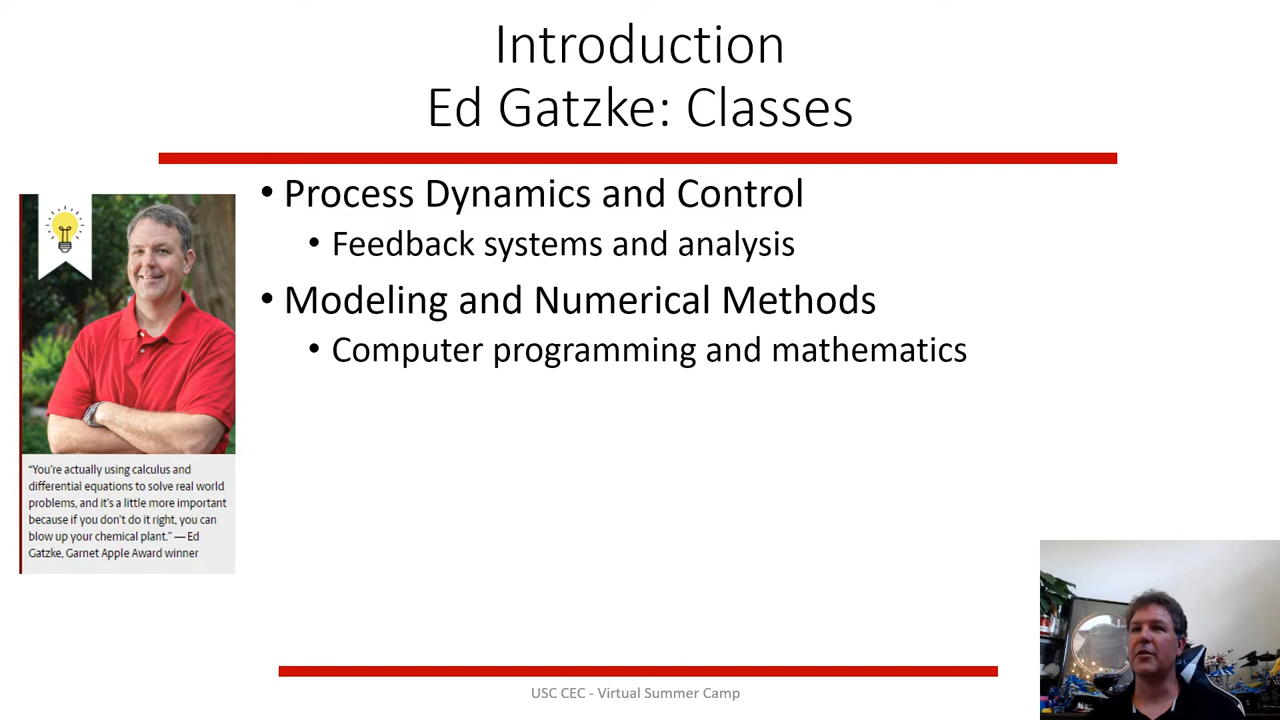 Introduction
Ed Gatzke: Classes
• Process Dynamics and Control
• Feedback systems and analysis
• Modeling and Numerical Methods
• Computer programming and mathematics
“You’re actually using calculus and
differential equations to solve real world
problems, and it’s a little more important
because if you don’t do it right, you can
blow up your chemical plant.” — Ed
Gatzke, Garnet Apple Award winner
USC CEC - Virtual Summer Camp